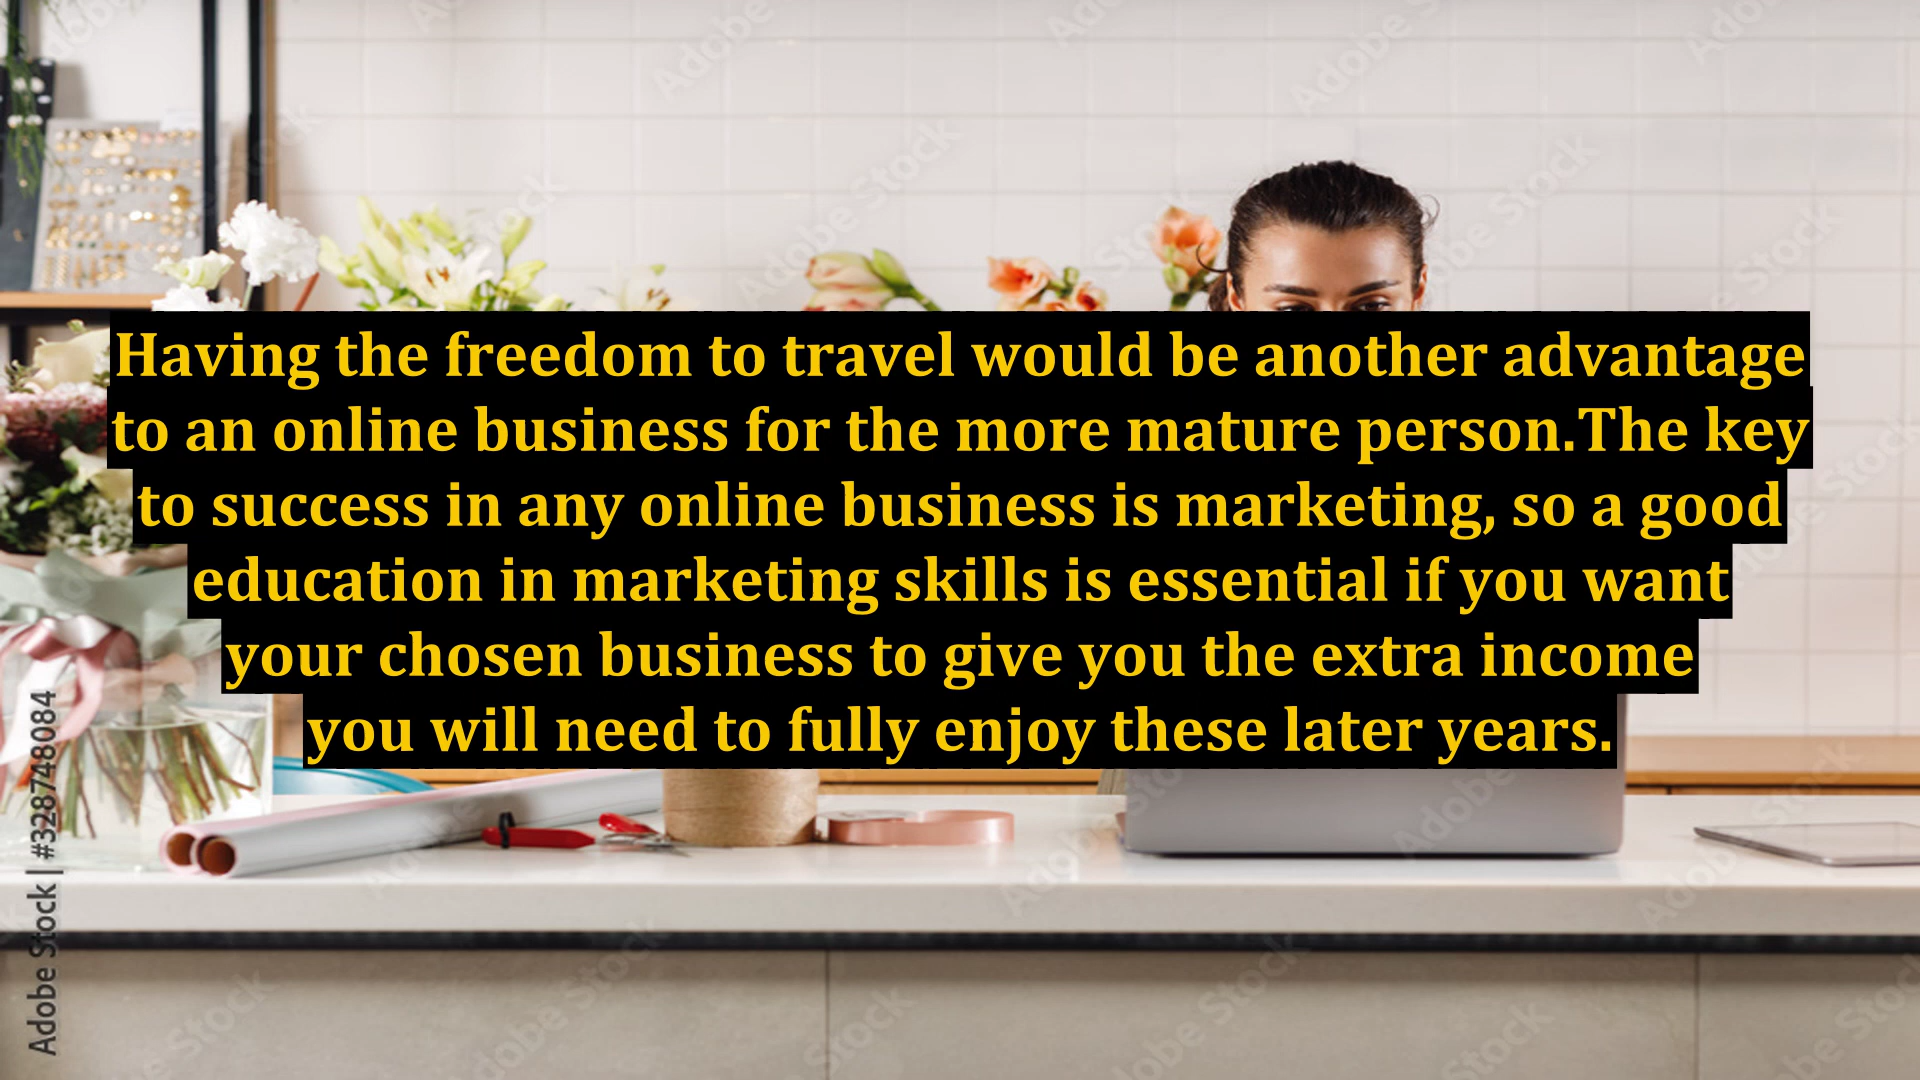 Having the freedom to travel would be another advantage
to an online business for the more mature person.The key
to success in any online business is marketing, so a good
education in marketing skills is essential if you want
your chosen business to give you the extra income
you will need to fully enjoy these later years.
Adobe Stock | #328748084
Adobe Stock